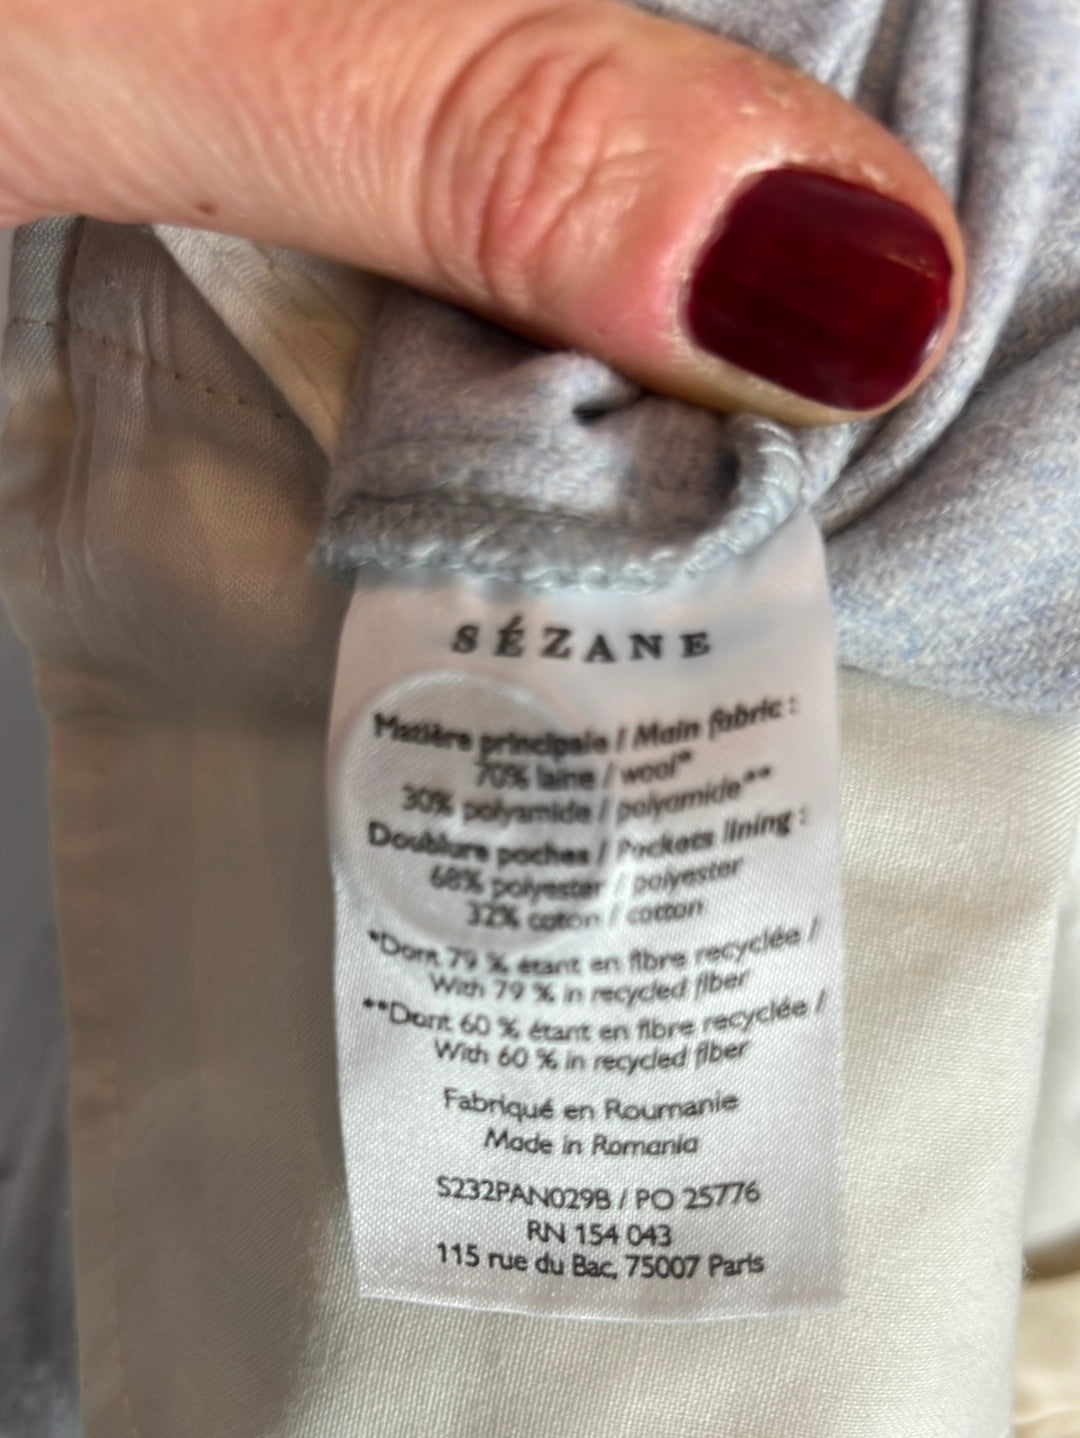 SÉZANE
Matière principale / Main fabric :
70% laine / wool*
30% polyamide / polyamide**
Doublure poches / Pockets lining :
68% polyester / polyester
32% coton / cotton
*Dont 79 % étant en fibre recyclée /
With 79 % in recycled fiber
**Dont 60 % étant en fibre recyclée /
With 60 % in recycled fiber
Fabriqué en Roumanie
Made in Romania
S232PAN029B / PO 25776
RN 154 043
115 rue du Bac, 75007 Paris